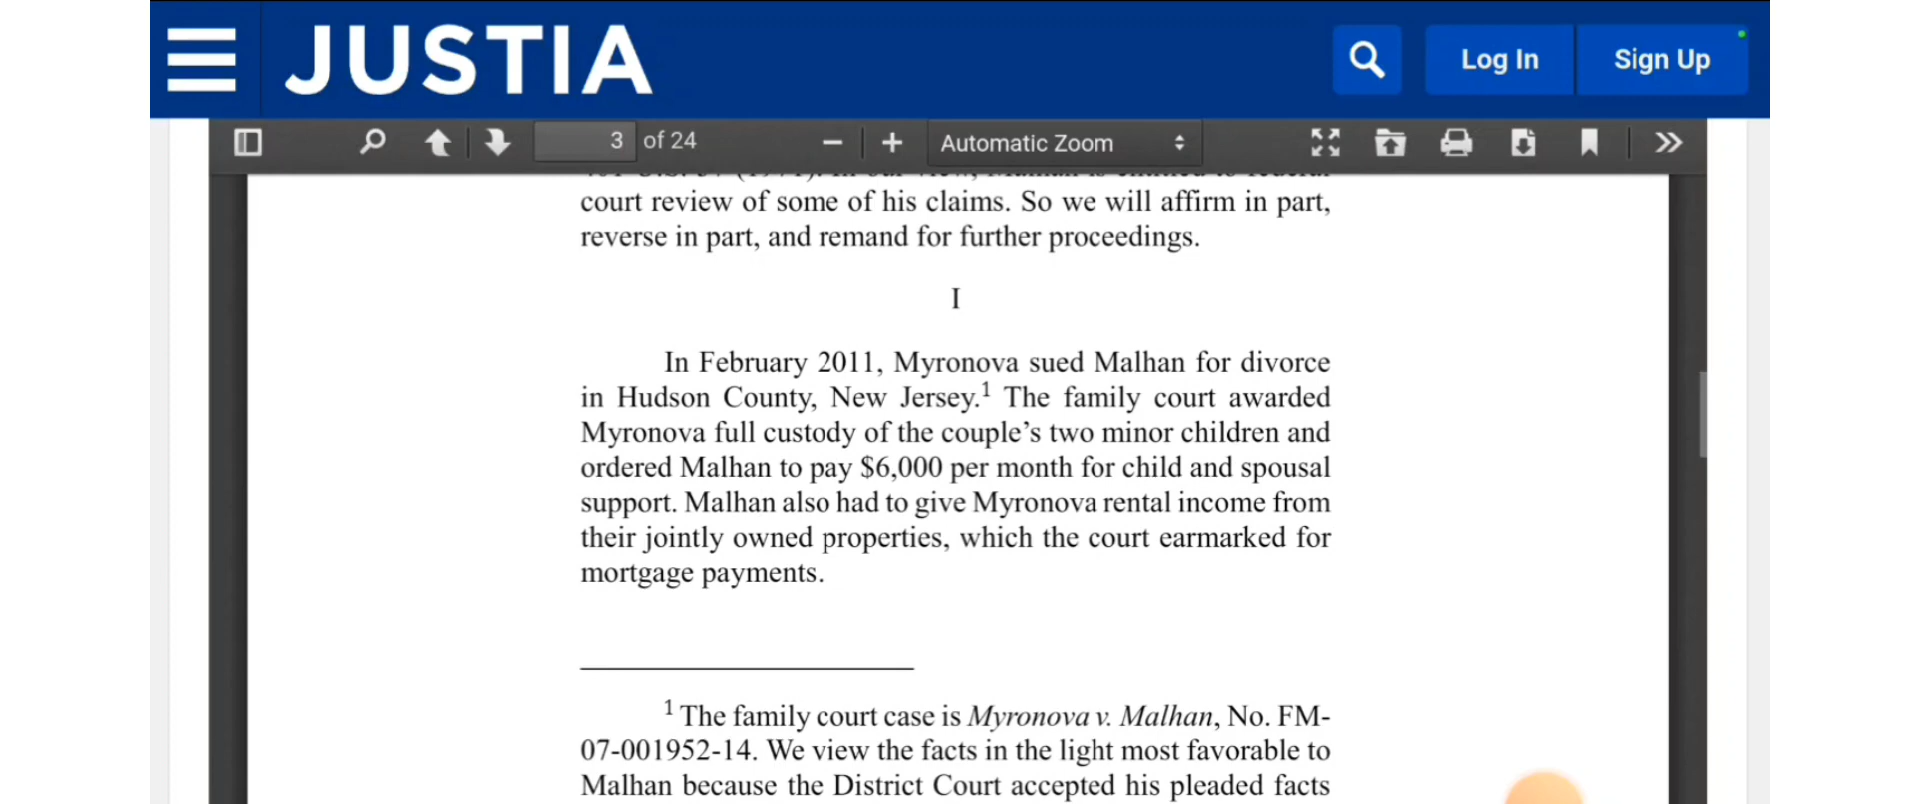 JUSTIA
Log In
Sign Up
3 of 24
Automatic Zoom
court review of some of his claims. So we will affirm in part,
reverse in part, and remand for further proceedings.
I
In February 2011, Myronova sued Malhan for divorce
in Hudson County, New Jersey.1 The family court awarded
Myronova full custody of the couple’s two minor children and
ordered Malhan to pay $6,000 per month for child and spousal
support. Malhan also had to give Myronova rental income from
their jointly owned properties, which the court earmarked for
mortgage payments.
1 The family court case is Myronova v. Malhan, No. FM-
07-001952-14. We view the facts in the light most favorable to
Malhan because the District Court accepted his pleaded facts